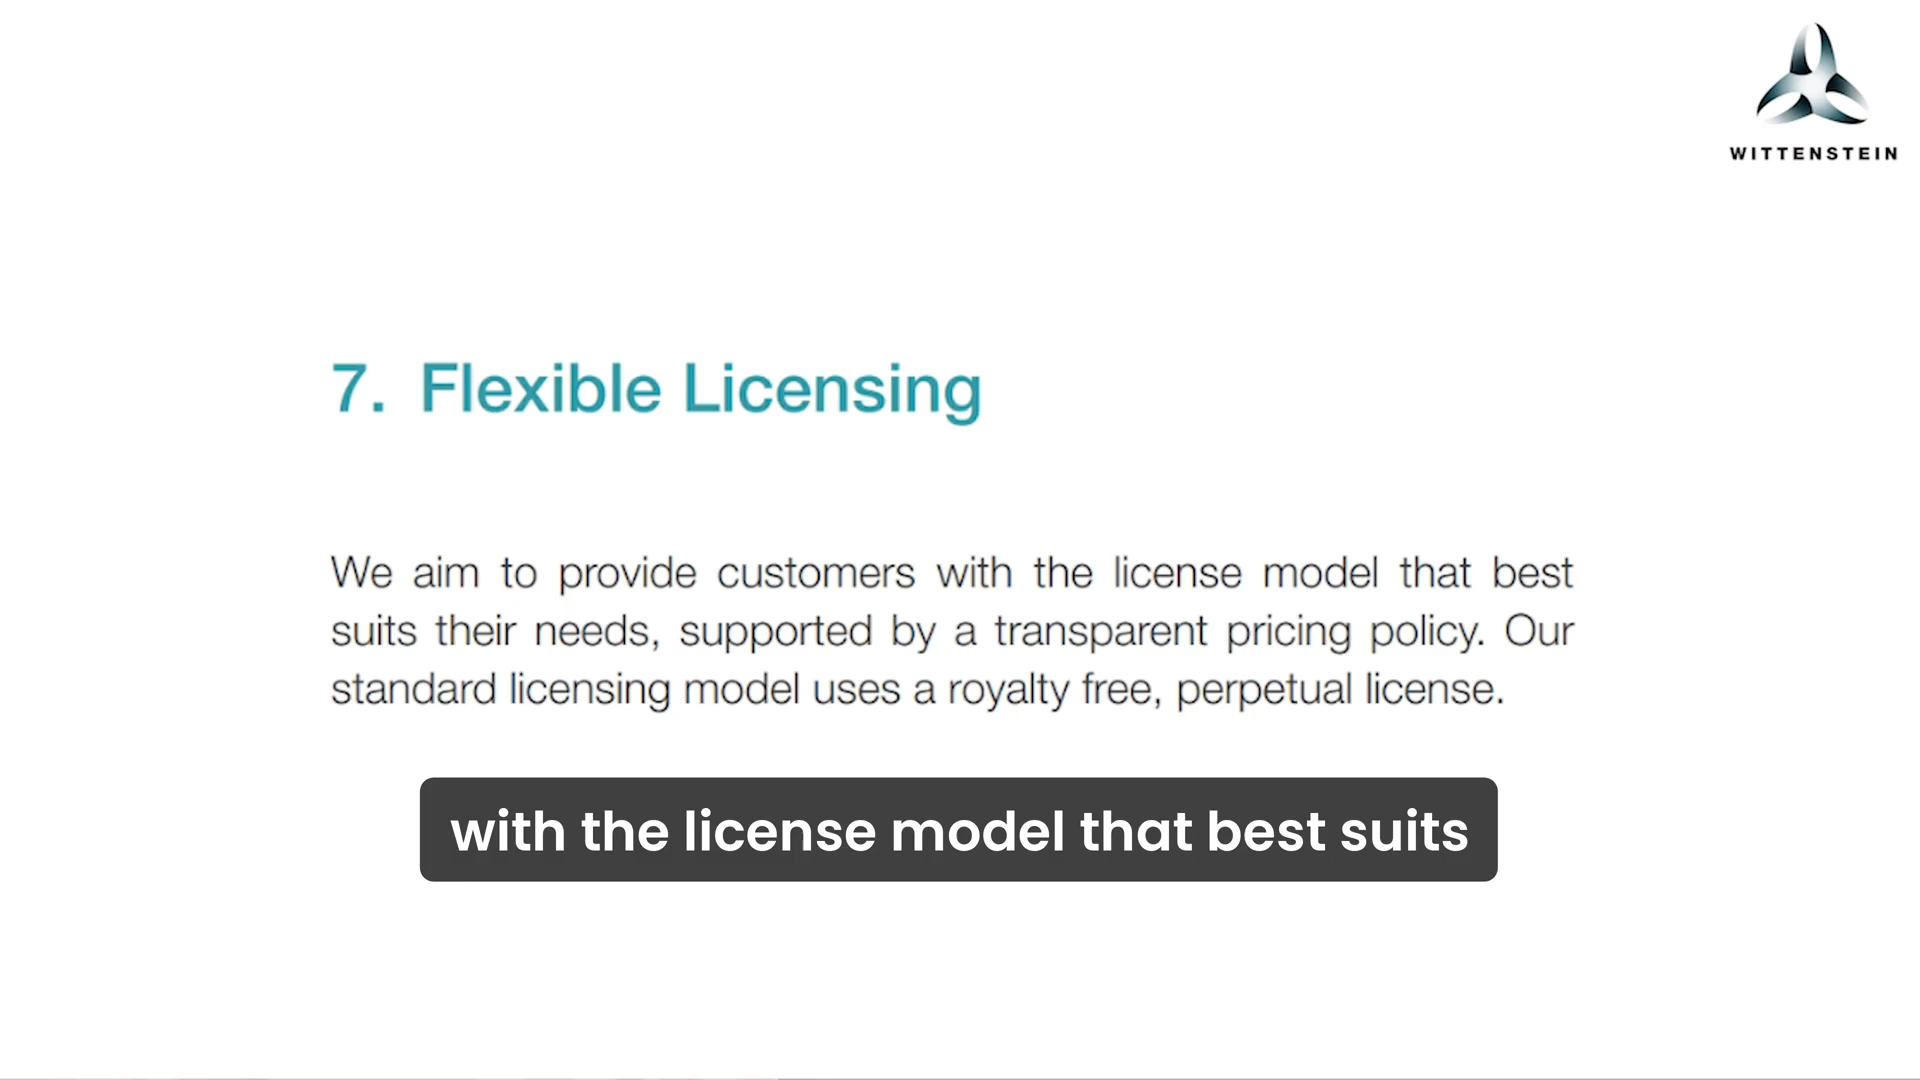 WITTENSTEIN
7. Flexible Licensing
We aim to provide customers with the license model that best
suits their needs, supported by a transparent pricing policy. Our
standard licensing model uses a royalty free, perpetual license.
with the license model that best suits